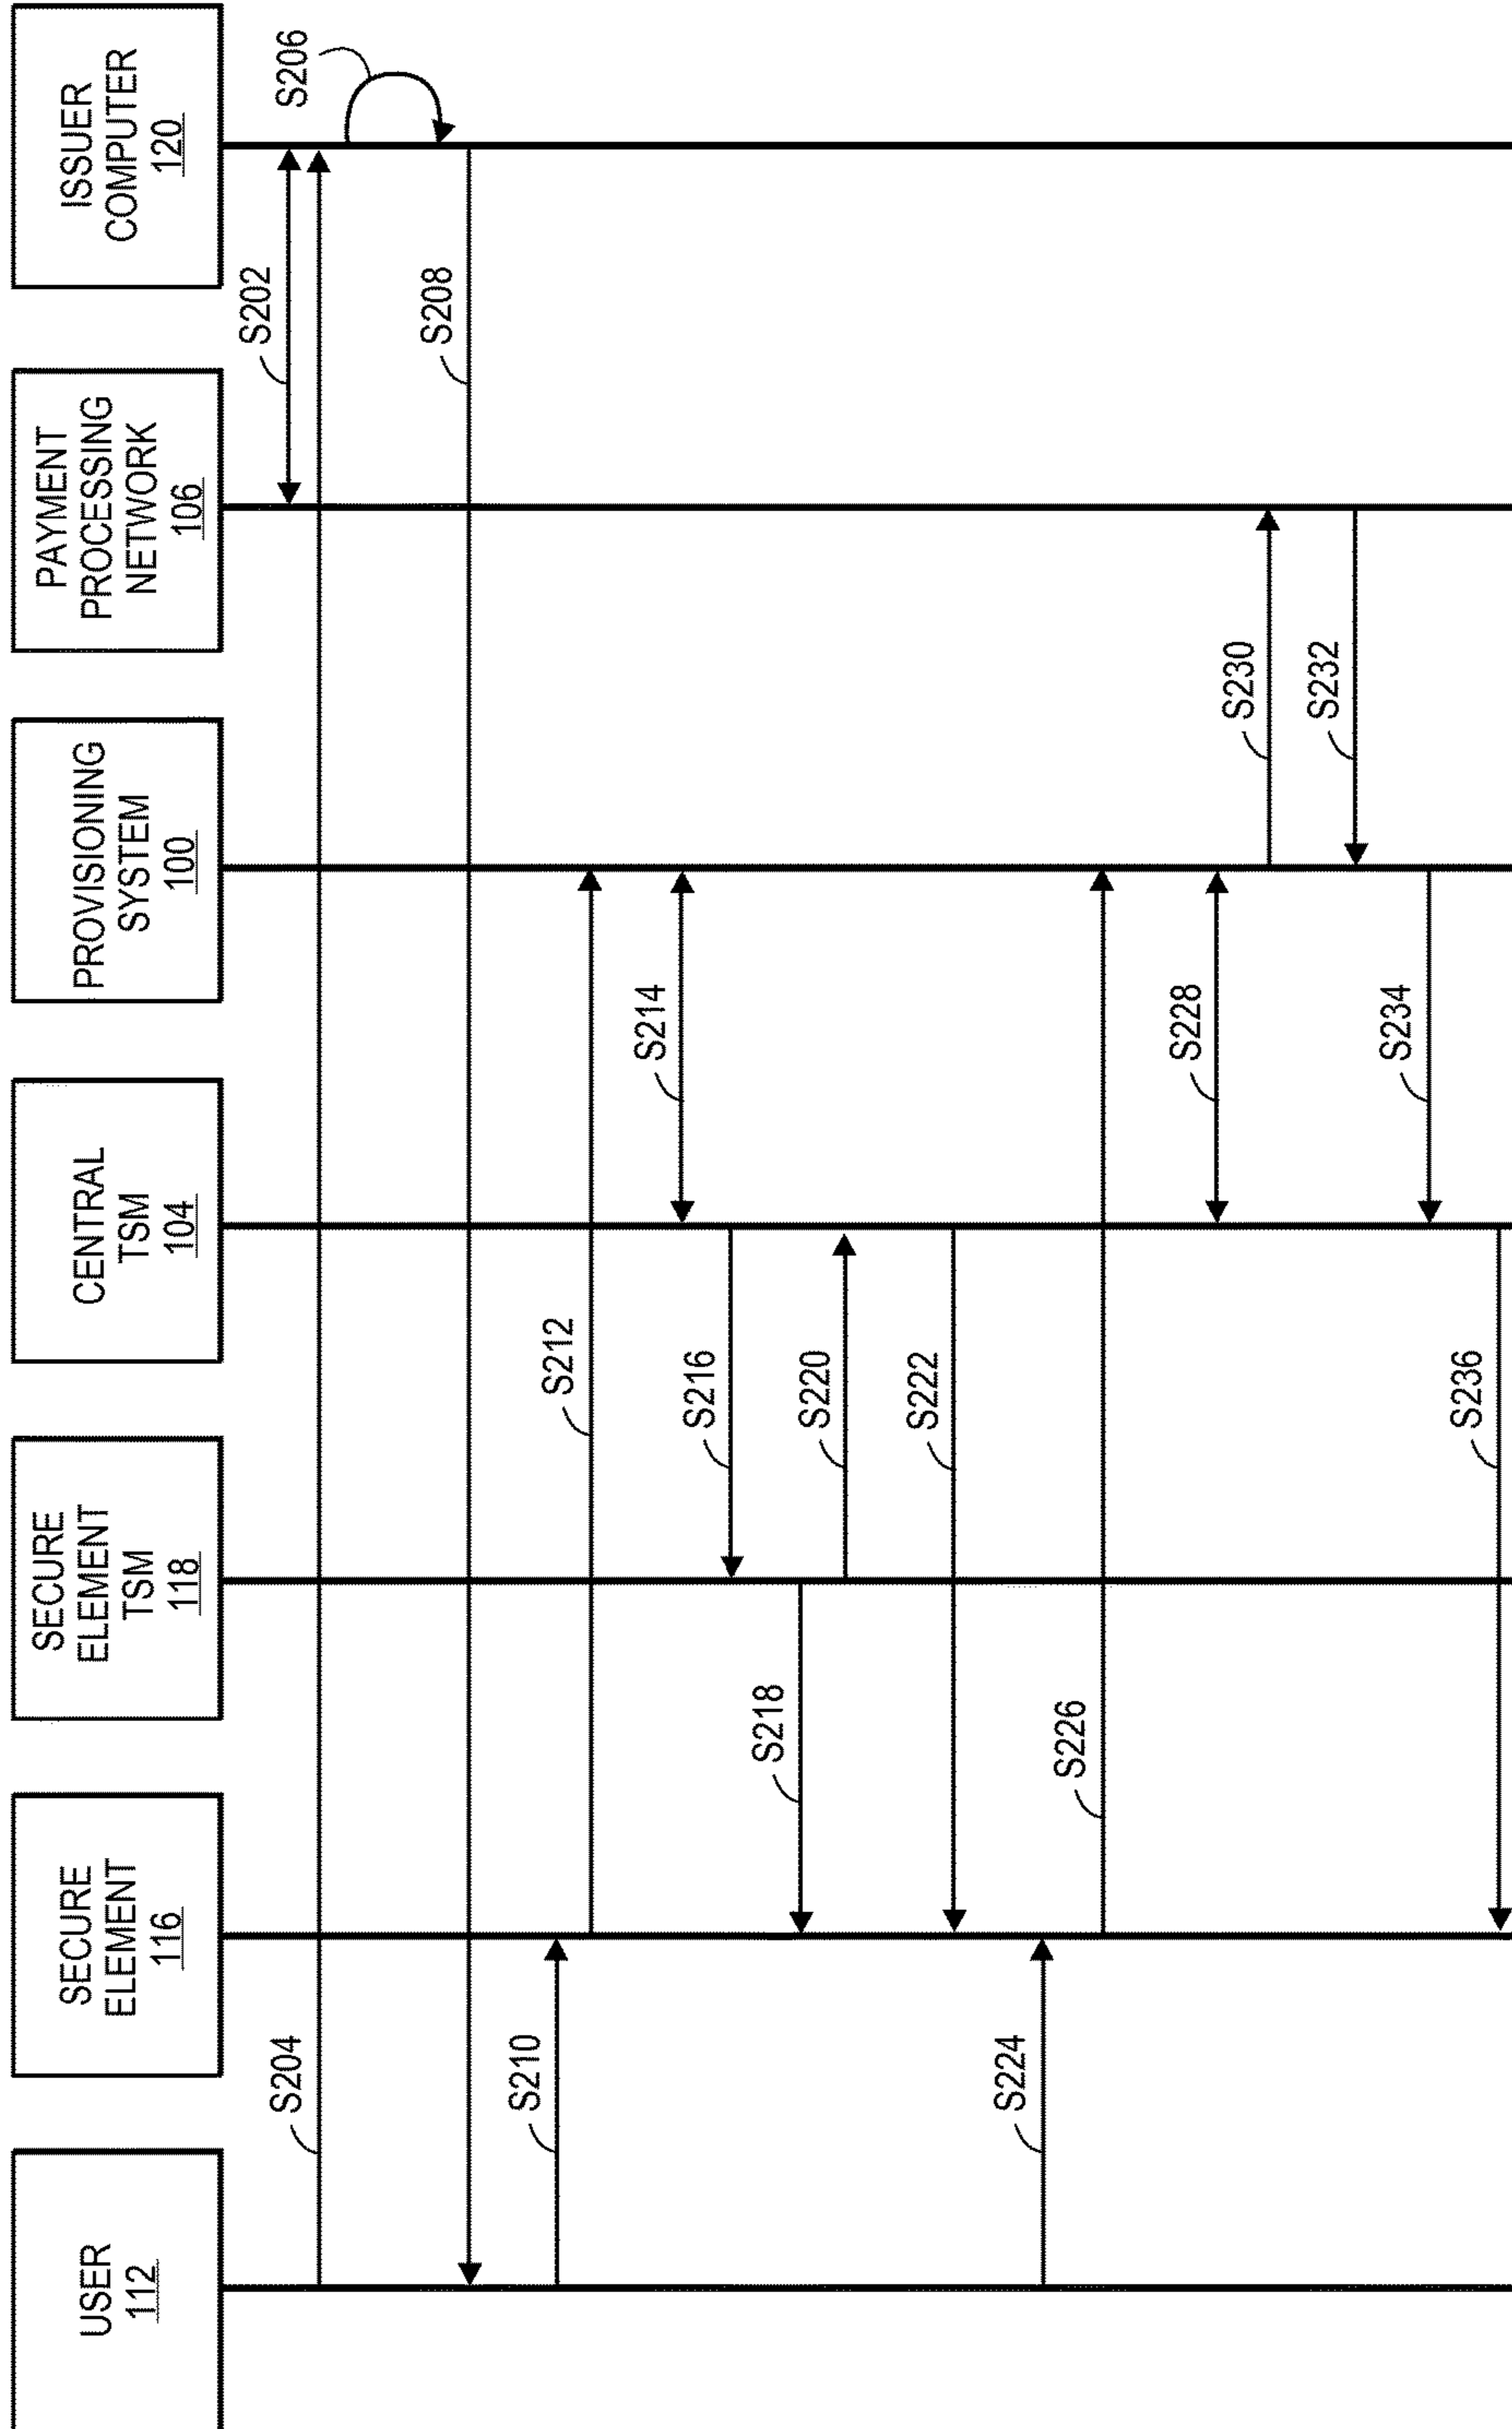 USER
112
SECURE
ELEMENT
116
SECURE
ELEMENT
TSM
118
CENTRAL
TSM
104
PROVISIONING
SYSTEM
100
PAYMENT
PROCESSING
NETWORK
106
ISSUER
COMPUTER
120
S202
S204
S206
S208
S210
S212
S214
S216
S218
S220
S222
S224
S226
S228
S230
S232
S234
S236